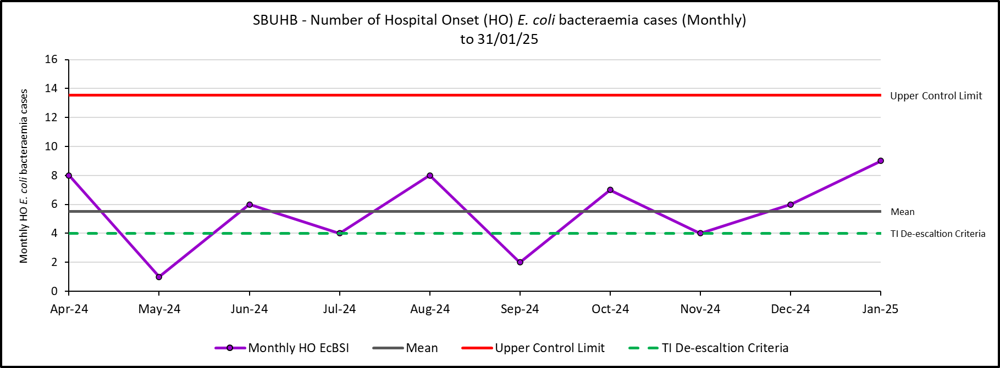 SBUHB - Number of Hospital Onset (HO) E. coli bacteraemia cases (Monthly)
to 31/01/25
Monthly HO E. coli bacteraemia cases
16
14
12
10
8
6
4
2
0
Upper Control Limit
Mean
TI De-escaltion Criteria
Apr-24 May-24 Jun-24 Jul-24 Aug-24 Sep-24 Oct-24 Nov-24 Dec-24 Jan-25
Monthly HO EcBSI Mean Upper Control Limit TI De-escaltion Criteria